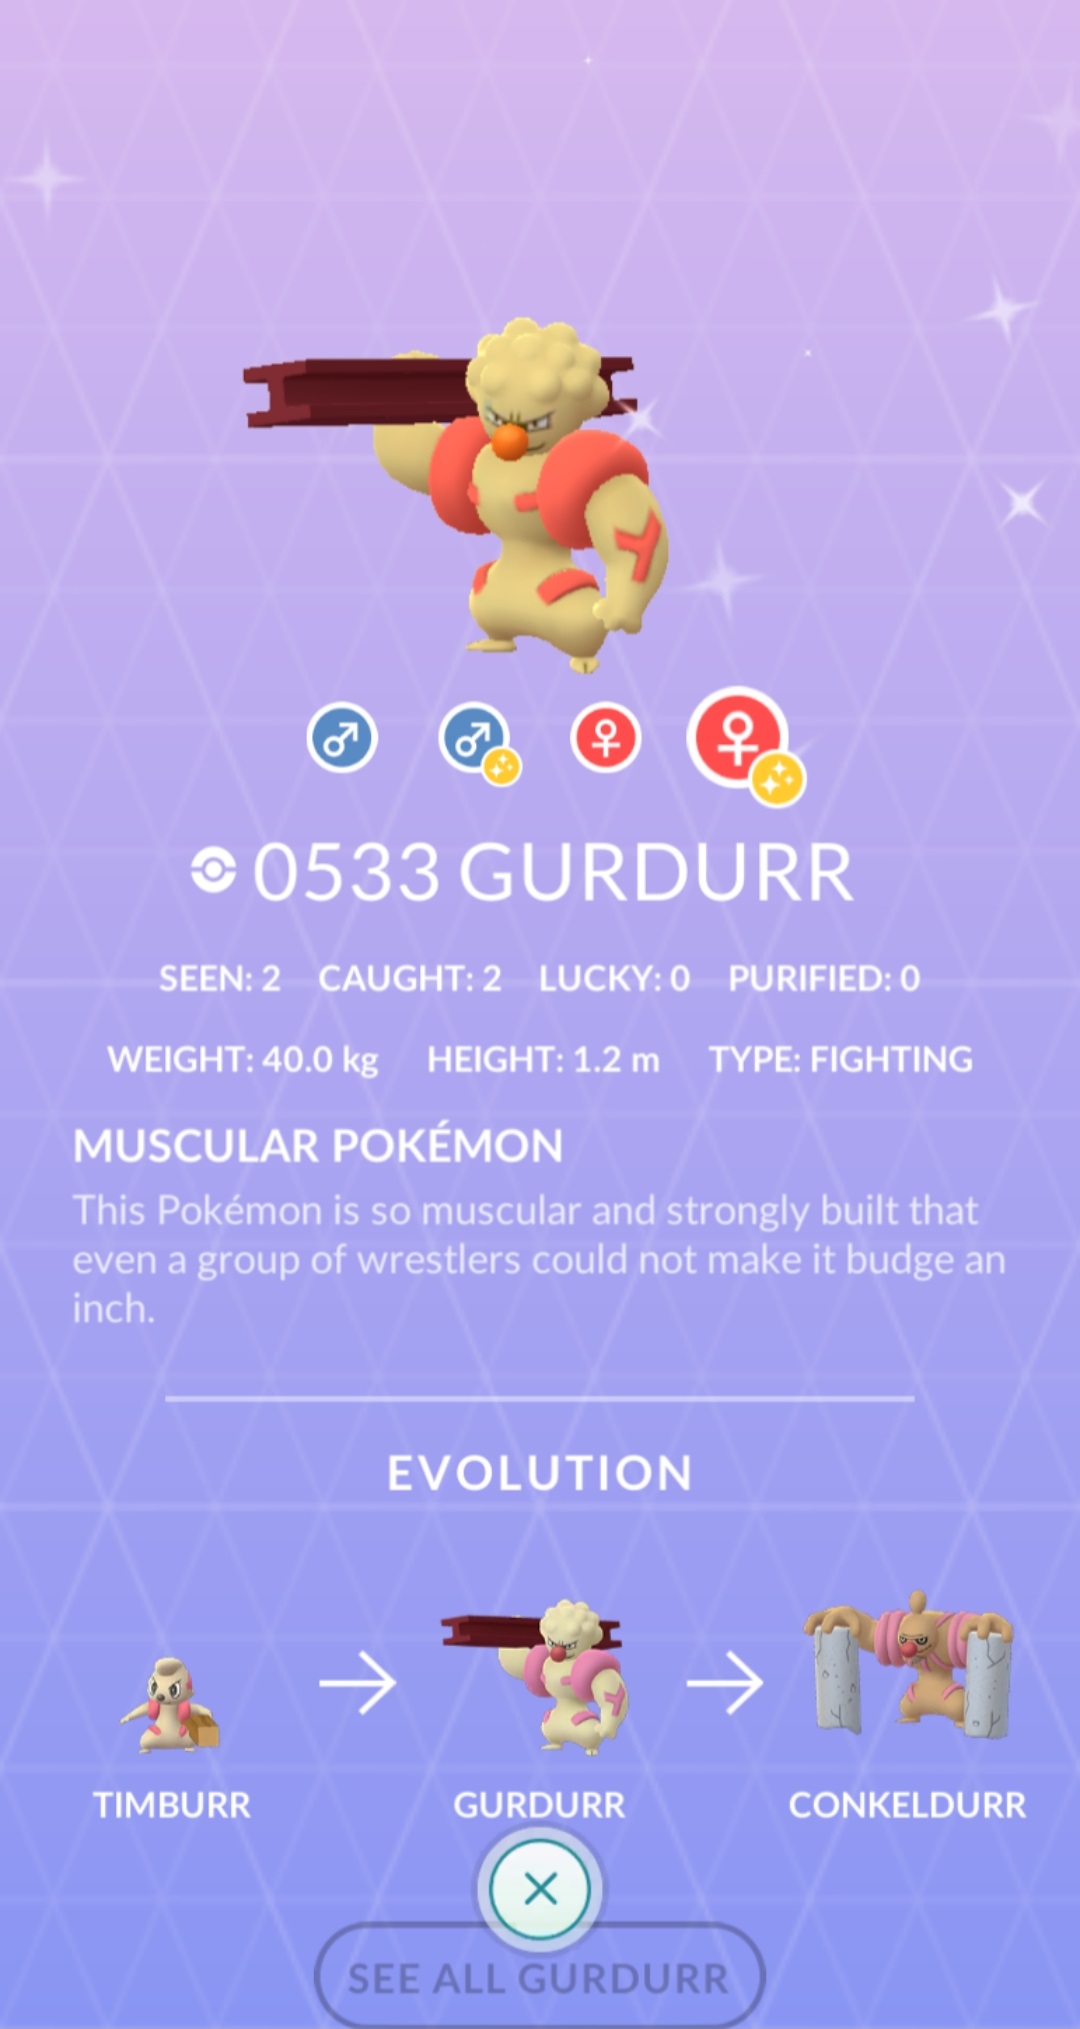 0533 GURDURR
SEEN: 2 CAUGHT: 2 LUCKY: 0 PURIFIED: 0
WEIGHT: 40.0 kg HEIGHT: 1.2 m TYPE: FIGHTING
MUSCULAR POKÉMON
This Pokémon is so muscular and strongly built that
even a group of wrestlers could not make it budge an
inch.
EVOLUTION
TIMBURR GURDURR CONKELDURR
SEE ALL GURDURR